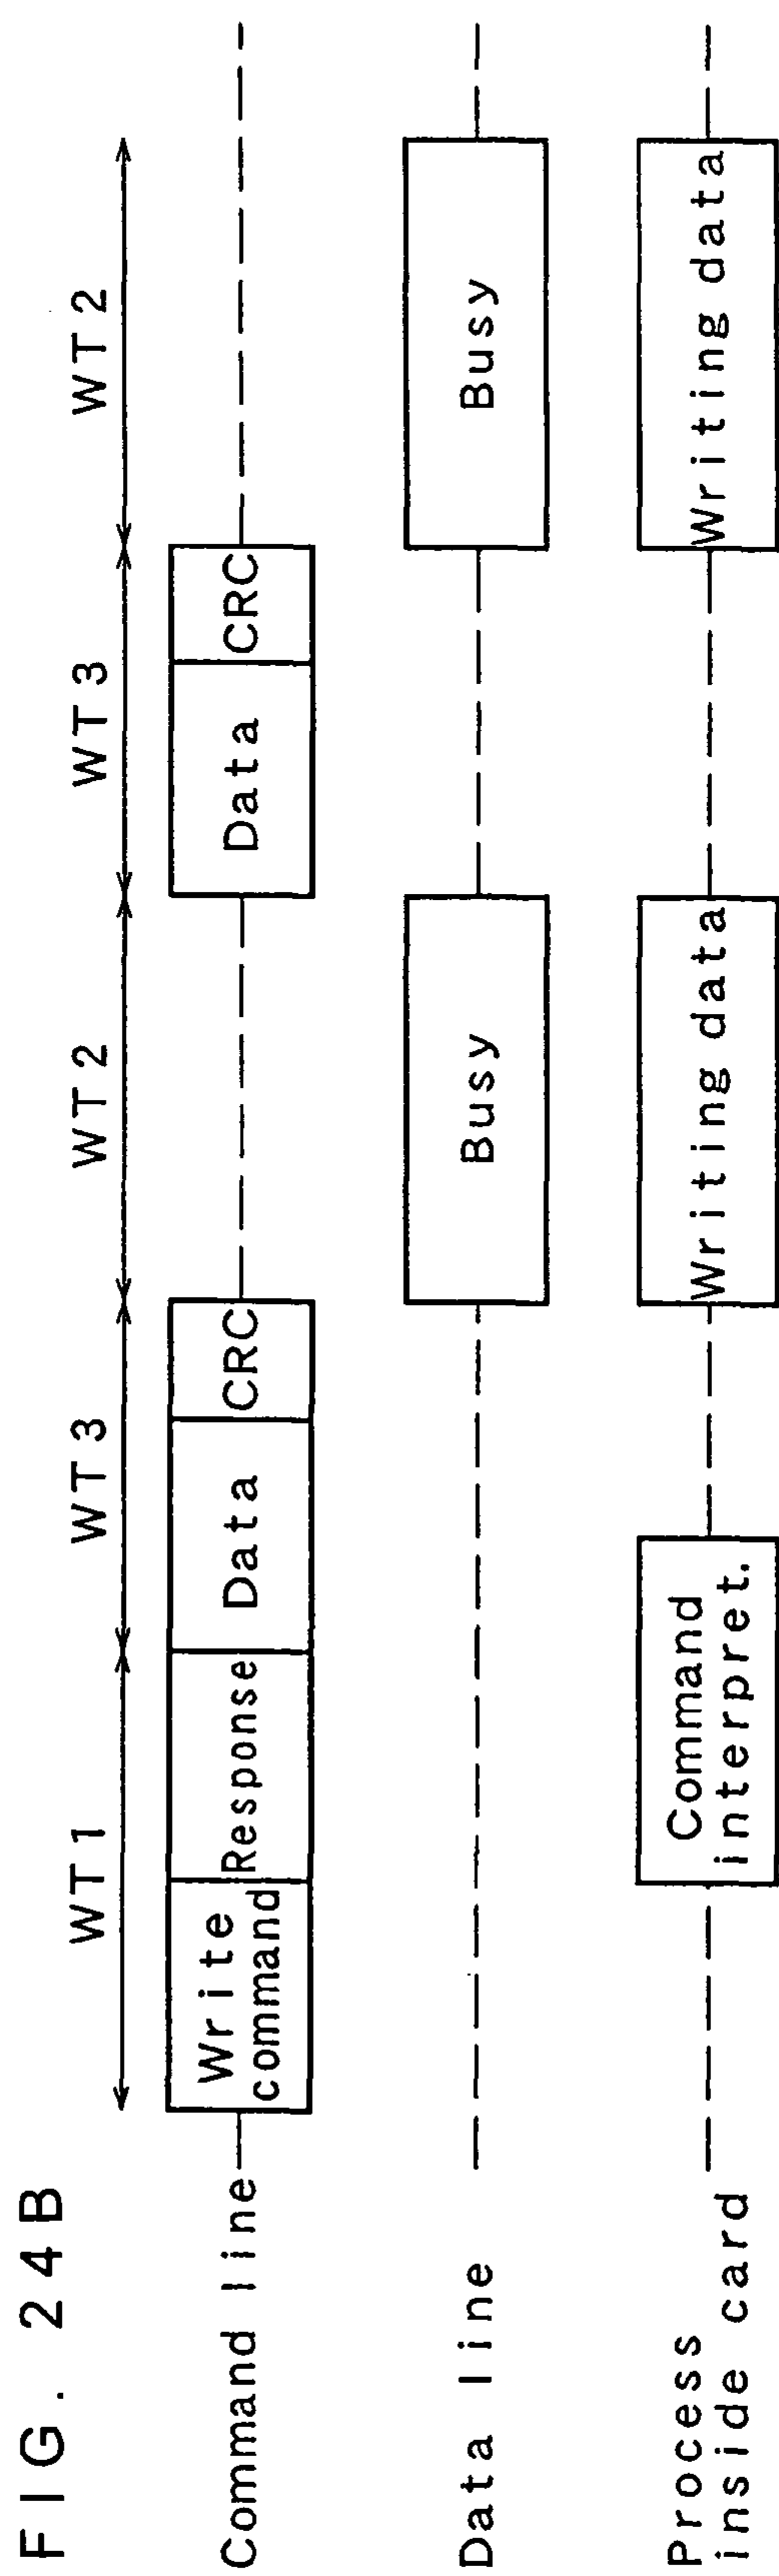 FIG. 24B
WT1
WT3
WT2
WT3
WT2
Command line
Write
command
Response
Data
CRC
Data
CRC
Data line
Busy
Busy
Process
inside card
Command
interpret.
Writing data
Writing data